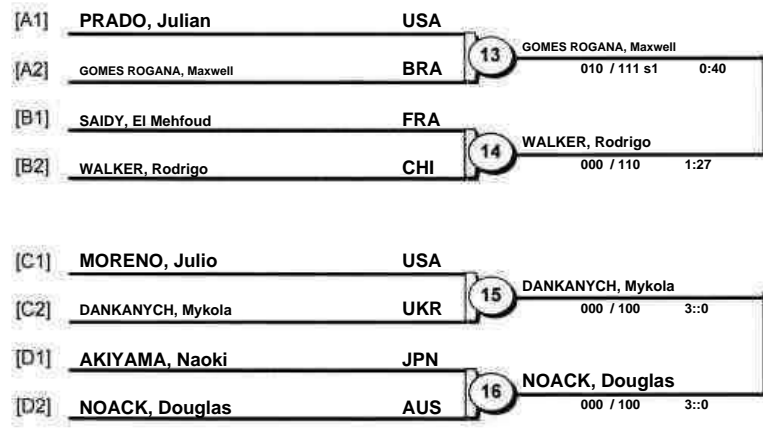 [A1] PRADO, Julian USA
13 GOMES ROGANA, Maxwell
[A2] GOMES ROGANA, Maxwell BRA
010 / 111 s1 0:40
[B1] SAIDY, El Mehfoud FRA
14 WALKER, Rodrigo
[B2] WALKER, Rodrigo CHI
000 / 110 1:27
[C1] MORENO, Julio USA
15 DANKANYCH, Mykola
[C2] DANKANYCH, Mykola UKR
000 / 100 3::0
[D1] AKIYAMA, Naoki JPN
16 NOACK, Douglas
[D2] NOACK, Douglas AUS
000 / 100 3::0